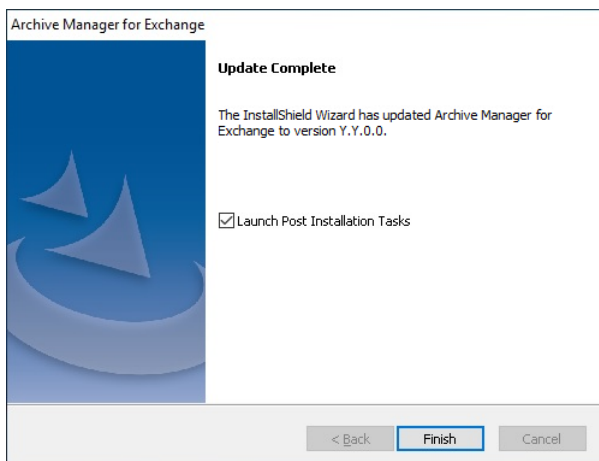 Archive Manager for Exchange
Update Complete
The InstallShield Wizard has updated Archive Manager for
Exchange to version Y.Y.0.0.
Launch Post Installation Tasks
< Back
Finish
Cancel